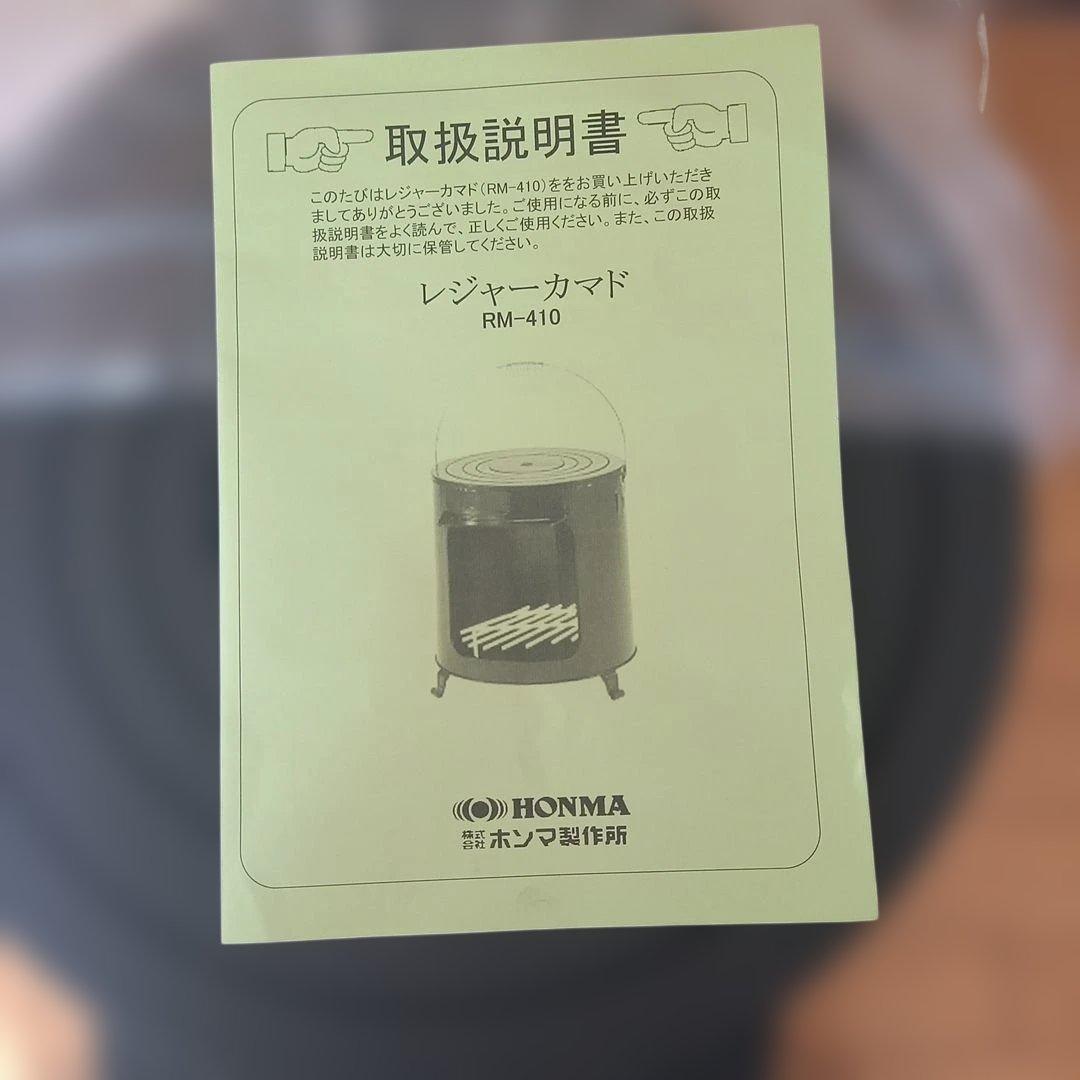 取扱説明書
このたびはレジャーカマド(RM-410)ををお買い上げいただき
ましてありがとうございました。ご使用になる前に、必ずこの取
扱説明書をよく読んで、正しくご使用ください。また、この取扱
説明書は大切に保管してください。
レジャーカマド
RM-410
HONMA
株式会社ホンマ製作所